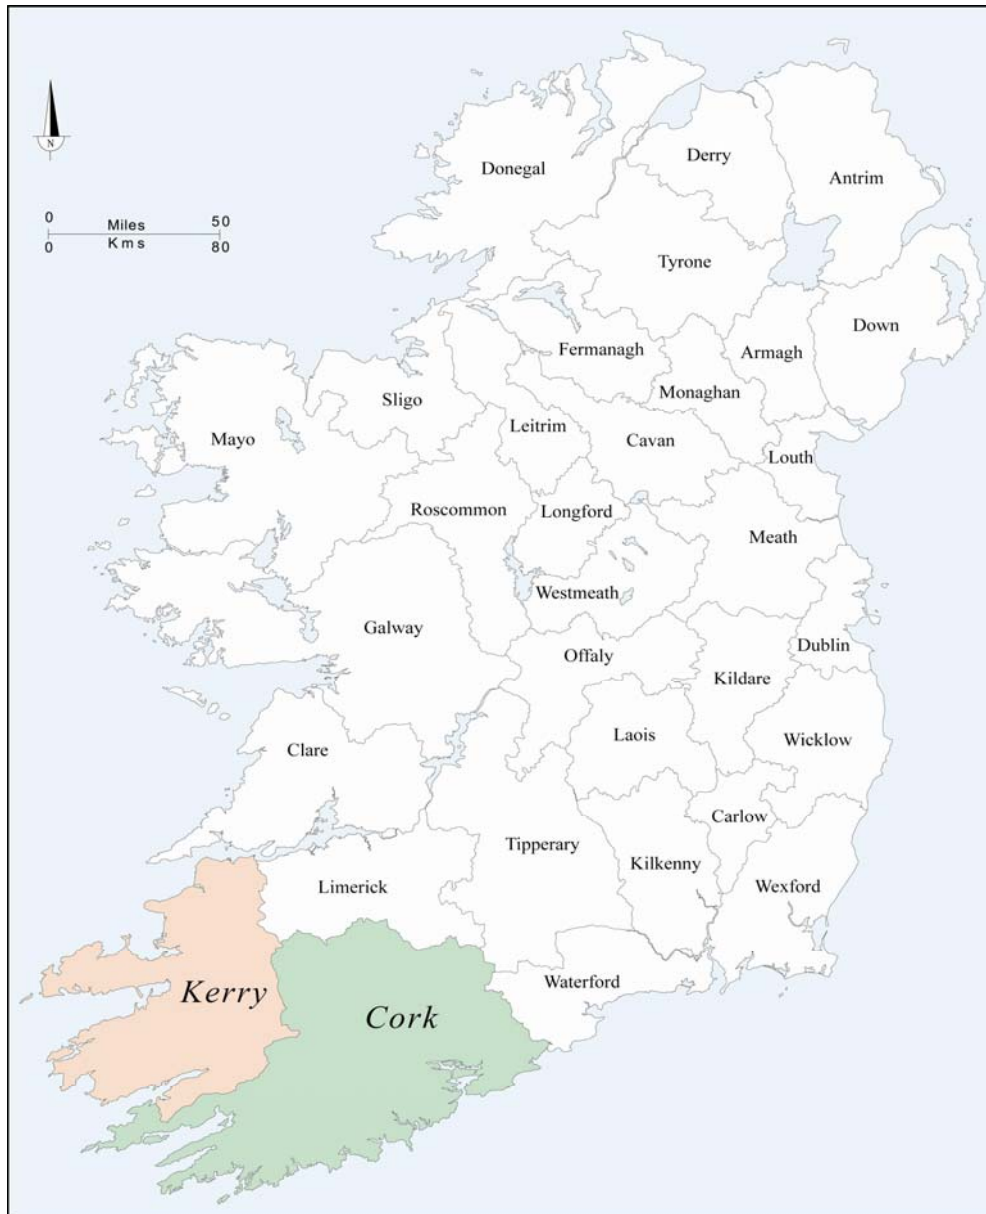 Donegal
Derry
Antrim
N
0 Miles 50
0 Kms 80
Tyrone
Down
Fermanagh
Armagh
Monaghan
Sligo
Leitrim
Cavan
Mayo
Louth
Roscommon
Longford
Meath
Westmeath
Galway
Offaly
Dublin
Kildare
Laois
Wicklow
Clare
Carlow
Tipperary
Kilkenny
Limerick
Wexford
Waterford
Kerry
Cork